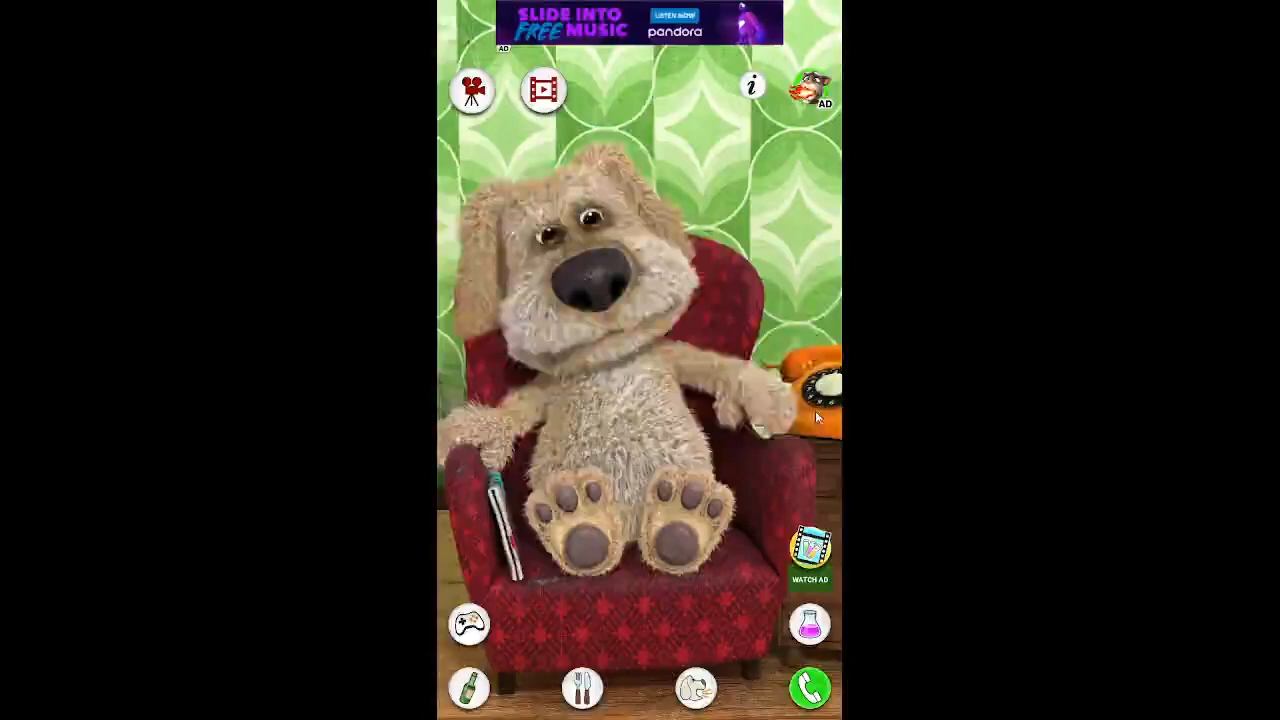 SLIDE INTO
FREE MUSIC
LISTEN NOW!
pandora
AD
i
AD
WATCH AD